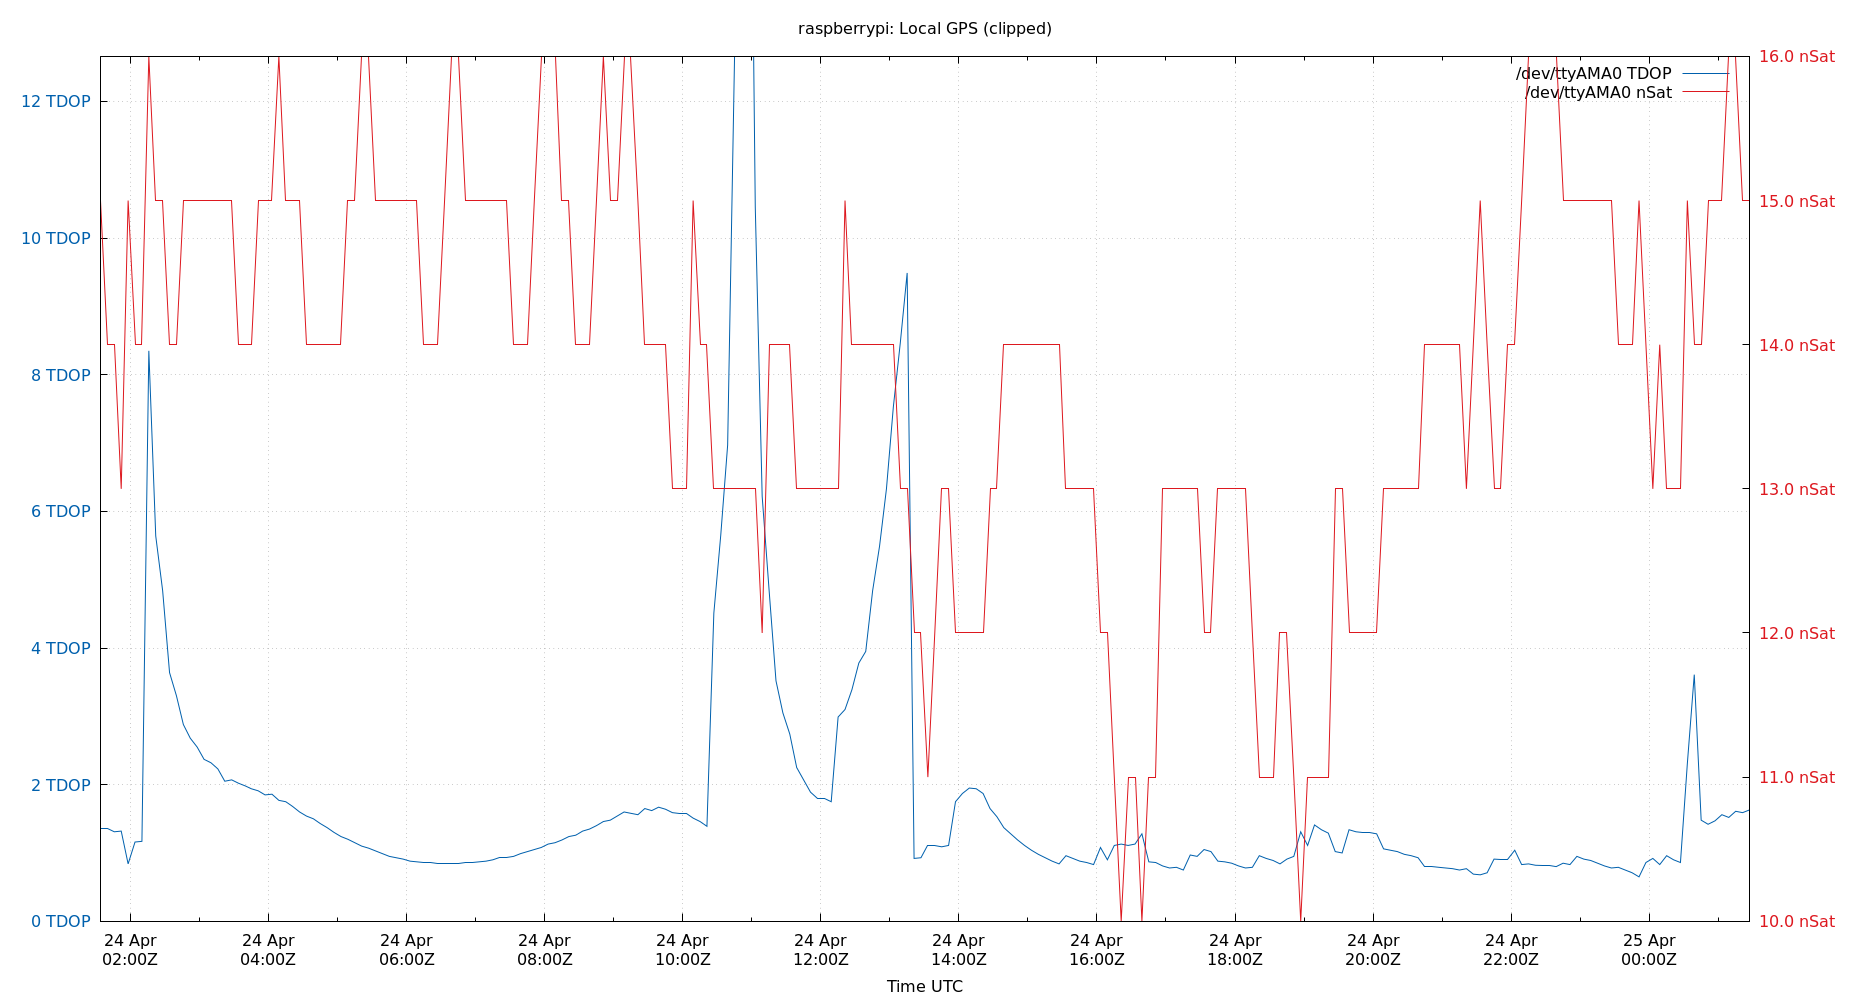 raspberrypi: Local GPS (clipped)
/dev/ttyAMA0 TDOP
/dev/ttyAMA0 nSat
12 TDOP
10 TDOP
8 TDOP
6 TDOP
4 TDOP
2 TDOP
0 TDOP
16.0 nSat
15.0 nSat
14.0 nSat
13.0 nSat
12.0 nSat
11.0 nSat
10.0 nSat
24 Apr
02:00Z
24 Apr
04:00Z
24 Apr
06:00Z
24 Apr
08:00Z
24 Apr
10:00Z
24 Apr
12:00Z
24 Apr
14:00Z
24 Apr
16:00Z
24 Apr
18:00Z
24 Apr
20:00Z
24 Apr
22:00Z
25 Apr
00:00Z
Time UTC